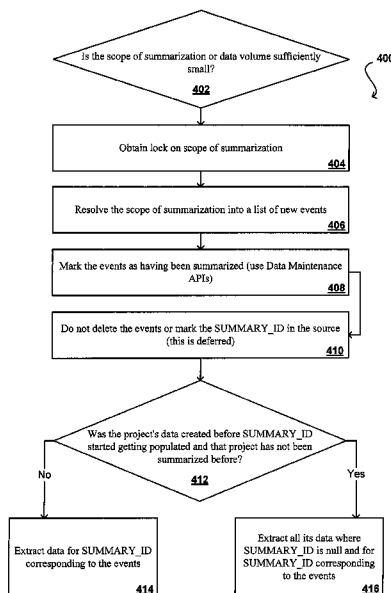 Is the scope of summarization or data volume sufficiently
small?
402
400
Obtain lock on scope of summarization
404
Resolve the scope of summarization into a list of new events
406
Mark the events as having been summarized (use Data Maintenance
APIs)
408
Do not delete the events or mark the SUMMARY_ID in the source
(this is deferred)
410
Was the project's data created before SUMMARY_ID
started getting populated and that project has not been
summarized before?
412
No
Yes
Extract data for SUMMARY_ID
corresponding to the events
414
Extract all its data where
SUMMARY_ID is null and for
SUMMARY_ID corresponding
to the events
416